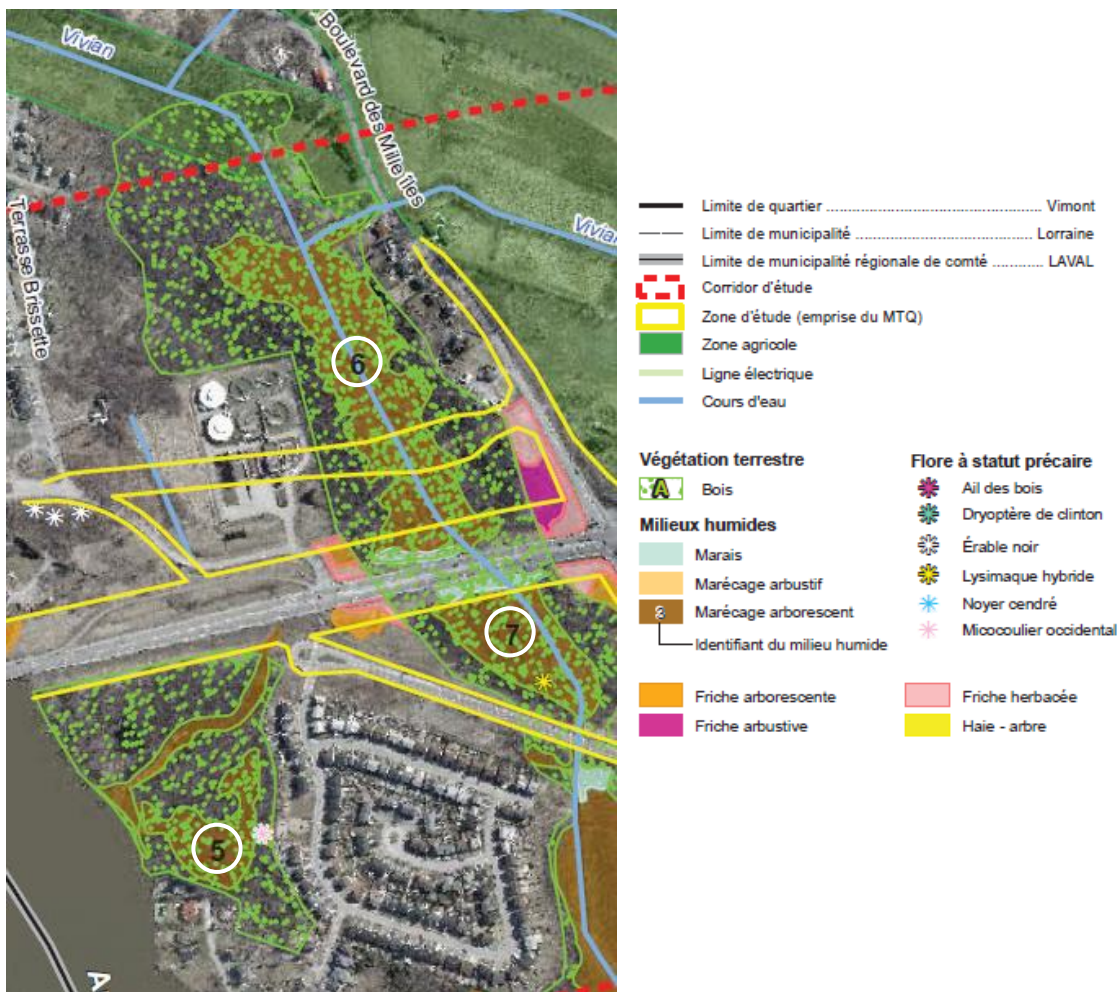 Vivian
Boulevard des Mille îles
Vivian
Terrasse Brissette
6
7
5
A
Limite de quartier ................................................ Vimont
Limite de municipalité ....................................... Lorraine
Limite de municipalité régionale de comté ............ LAVAL
Corridor d'étude
Zone d'étude (emprise du MTQ)
Zone agricole
Ligne électrique
Cours d'eau
Végétation terrestre
A Bois
Milieux humides
Marais
Marécage arbustif
3 Marécage arborescent
Identifiant du milieu humide
Flore à statut précaire
Ail des bois
Dryoptère de clinton
Érable noir
Lysimaque hybride
Noyer cendré
Micocoulier occidental
Friche arborescente
Friche arbustive
Friche herbacée
Haie - arbre